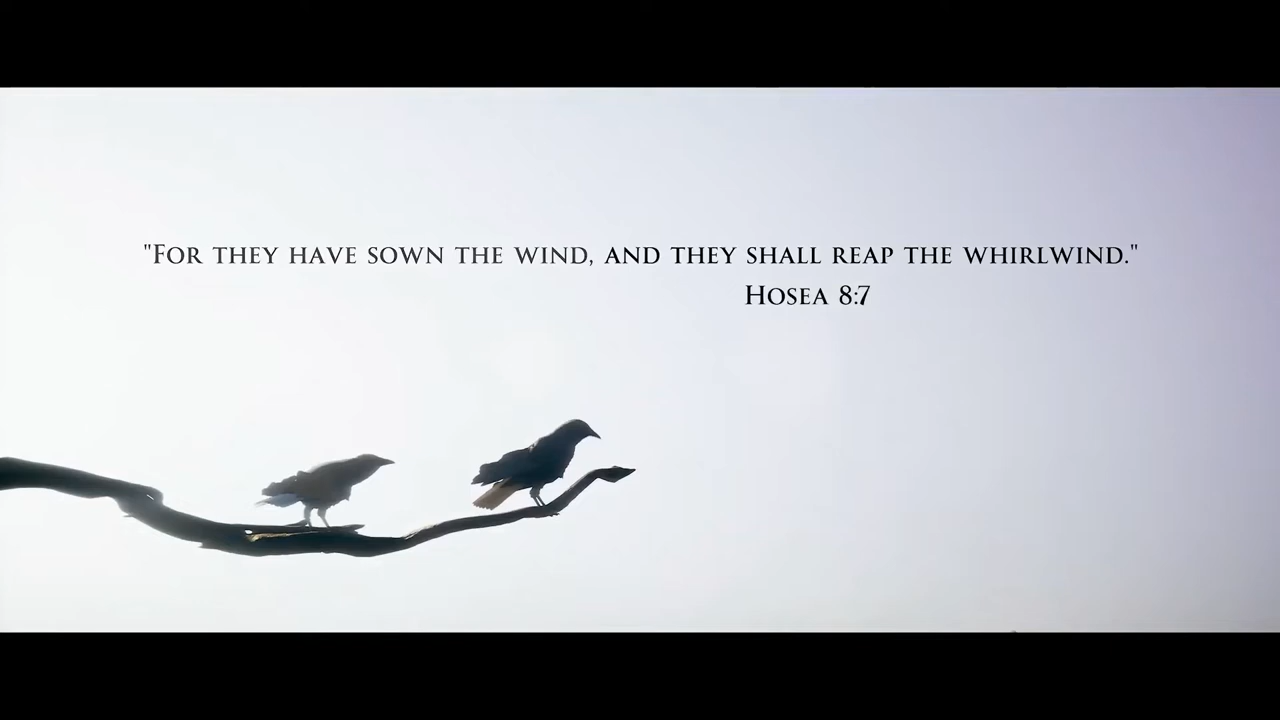 "For they have sown the wind, and they shall reap the whirlwind."
Hosea 8:7